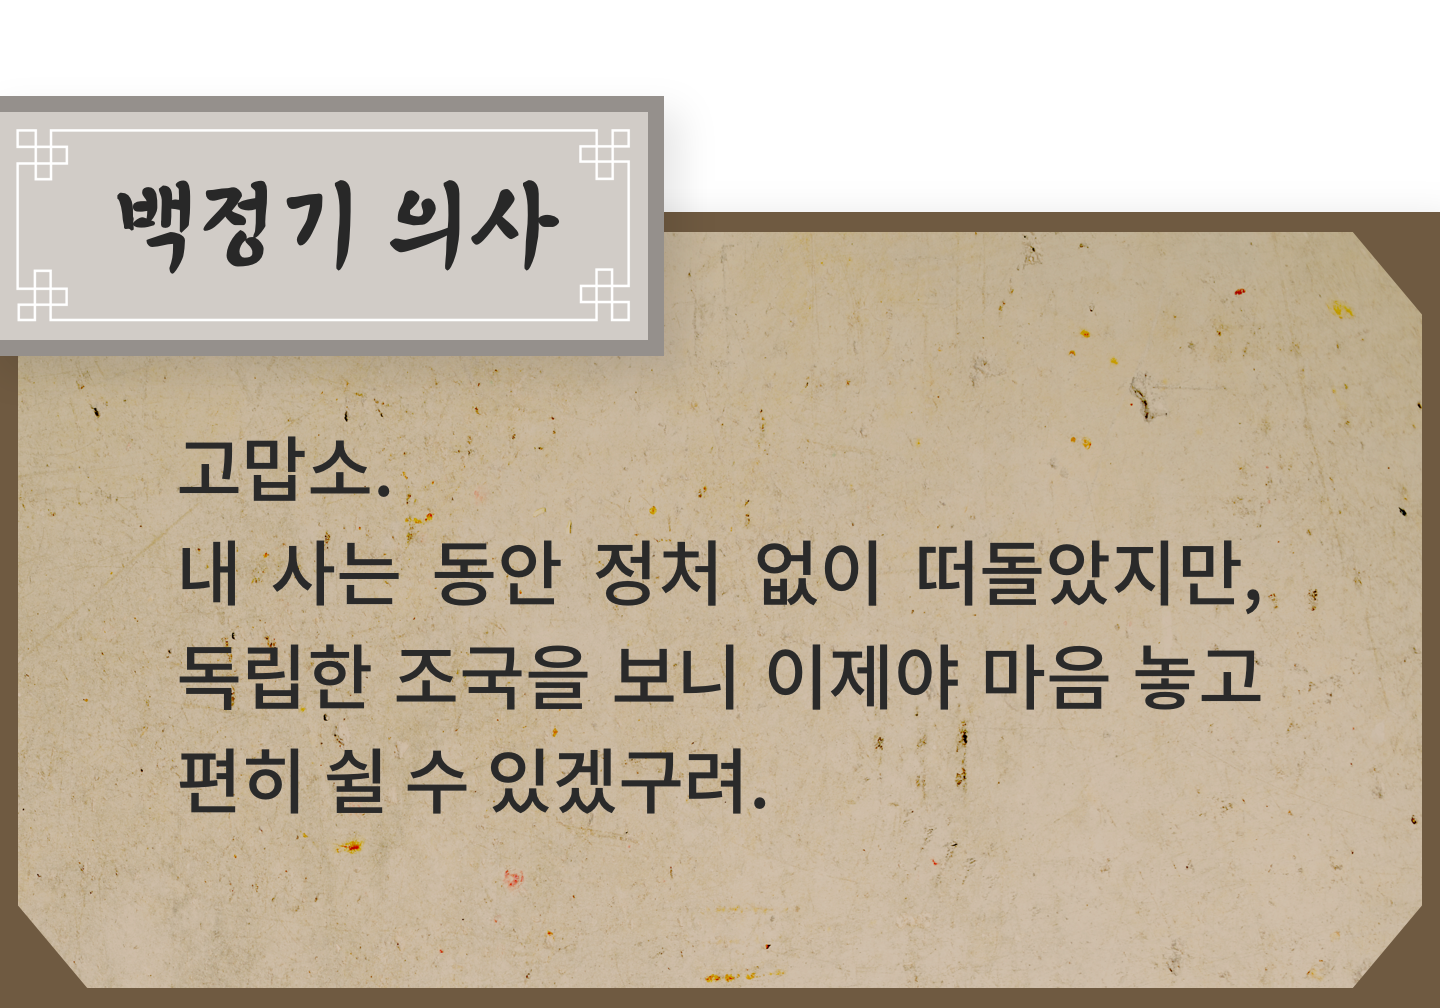 백정기 의사
고맙소.
내 사는 동안 정처 없이 떠돌았지만,
독립한 조국을 보니 이제야 마음 놓고
편히 쉴 수 있겠구려.